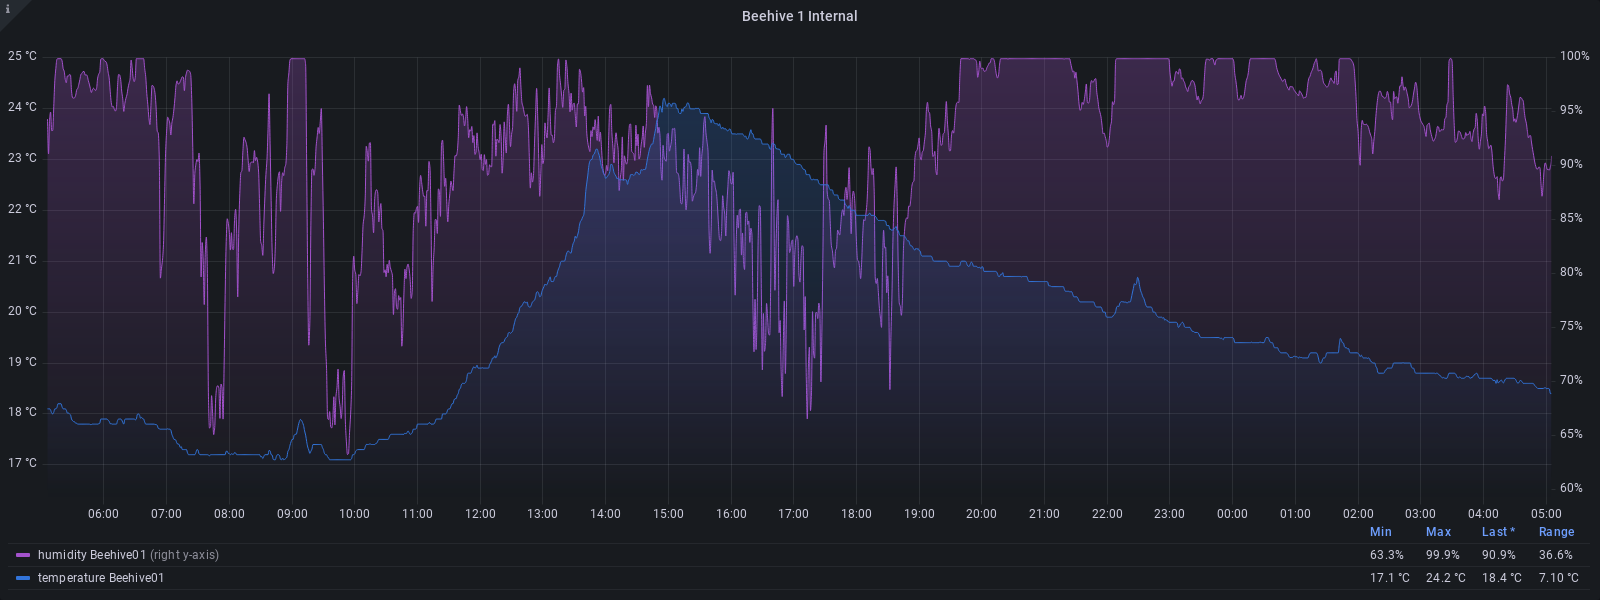 i
Beehive 1 Internal
25 °C 100%
24 °C 95%
23 °C 90%
22 °C 85%
21 °C 80%
20 °C 75%
19 °C 70%
18 °C 65%
17 °C 60%
06:00 07:00 08:00 09:00 10:00 11:00 12:00 13:00 14:00 15:00 16:00 17:00 18:00 19:00 20:00 21:00 22:00 23:00 00:00 01:00 02:00 03:00 04:00 05:00
Min Max Last * Range
humidity Beehive01 (right y-axis) 63.3% 99.9% 90.9% 36.6%
temperature Beehive01 17.1 °C 24.2 °C 18.4 °C 7.10 °C